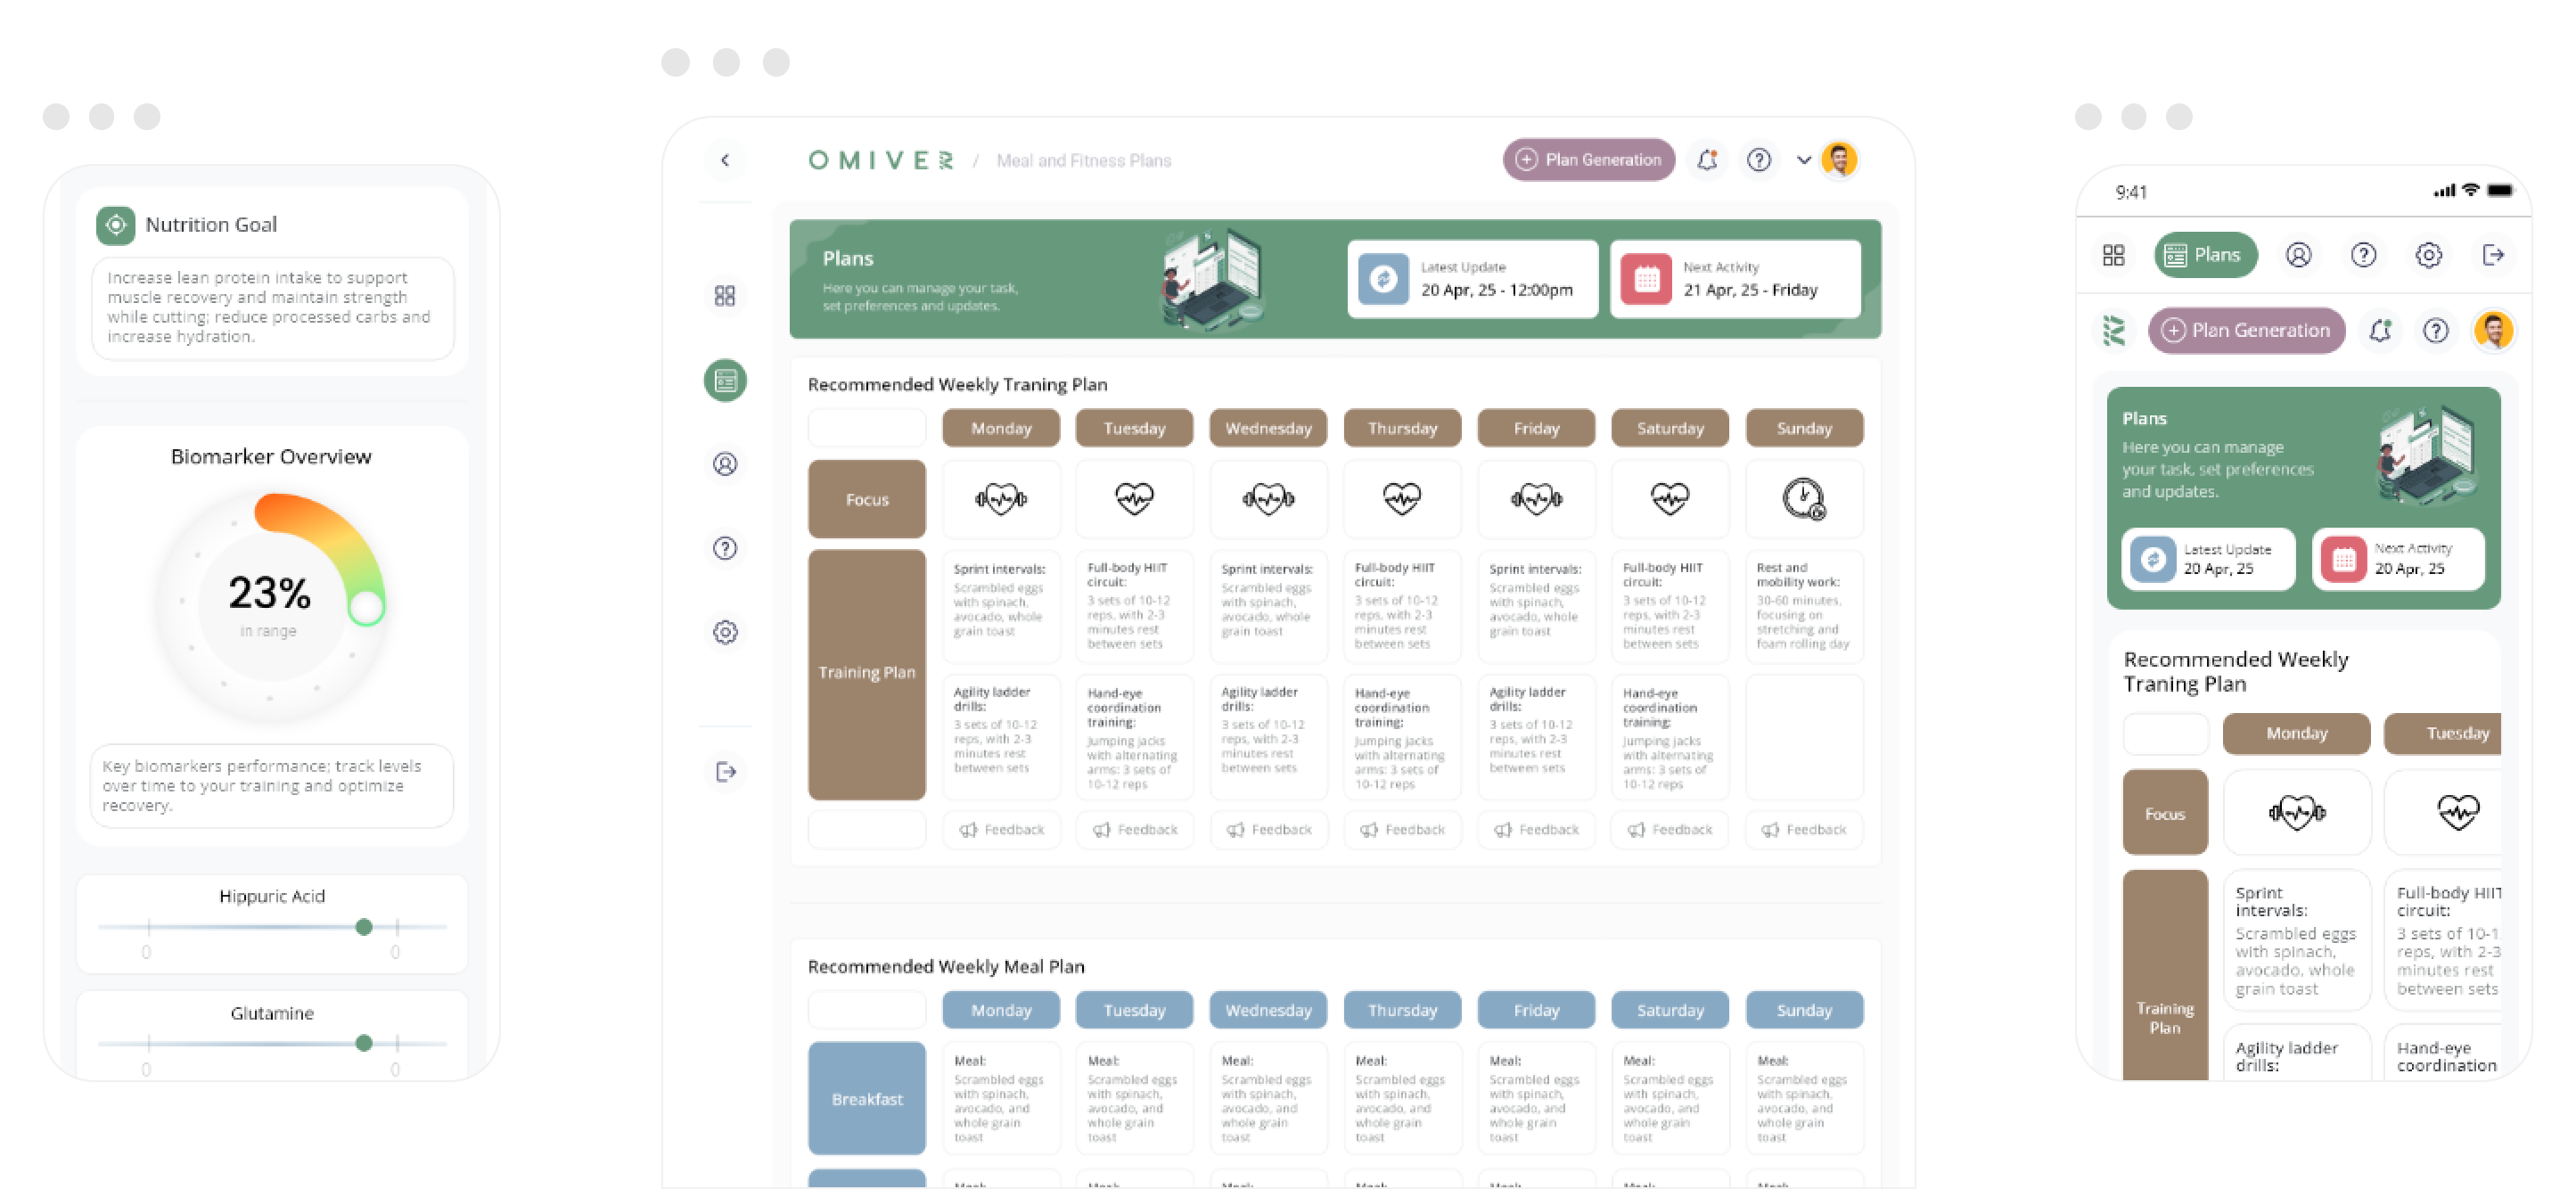 Nutrition Goal
Increase lean protein intake to support
muscle recovery and maintain strength
while cutting; reduce processed carbs and
increase hydration.
Biomarker Overview
23%
in range
Key biomarkers performance; track levels
over time to your training and optimize
recovery.
Hippuric Acid
0 0
Glutamine
0 0
OMIVER / Meal and Fitness Plans
Plan Generation
Plans
Here you can manage your task,
set preferences and updates.
Latest Update
20 Apr, 25 - 12:00pm
Next Activity
21 Apr, 25 - Friday
Recommended Weekly Traning Plan
Monday Tuesday Wednesday Thursday Friday Saturday Sunday
Focus
Training Plan
Sprint intervals:
Scrambled eggs
with spinach,
avocado, whole
grain toast
Full-body HIIT
circuit:
3 sets of 10-12
reps, with 2-3
minutes rest
between sets
Sprint intervals:
Scrambled eggs
with spinach,
avocado, whole
grain toast
Full-body HIIT
circuit:
3 sets of 10-12
reps, with 2-3
minutes rest
between sets
Sprint intervals:
Scrambled eggs
with spinach,
avocado, whole
grain toast
Full-body HIIT
circuit:
3 sets of 10-12
reps, with 2-3
minutes rest
between sets
Rest and
mobility work:
30-60 minutes,
focusing on
stretching and
foam rolling day
Agility ladder
drills:
3 sets of 10-12
reps, with 2-3
minutes rest
between sets
Hand-eye
coordination
training:
Jumping jacks
with alternating
arms: 3 sets of
10-12 reps
Agility ladder
drills:
3 sets of 10-12
reps, with 2-3
minutes rest
between sets
Hand-eye
coordination
training:
Jumping jacks
with alternating
arms: 3 sets of
10-12 reps
Agility ladder
drills:
3 sets of 10-12
reps, with 2-3
minutes rest
between sets
Hand-eye
coordination
training:
Jumping jacks
with alternating
arms: 3 sets of
10-12 reps
Feedback Feedback Feedback Feedback Feedback Feedback Feedback
Recommended Weekly Meal Plan
Monday Tuesday Wednesday Thursday Friday Saturday Sunday
Breakfast
Meal:
Scrambled eggs
with spinach,
avocado, and
whole grain
toast
Meal:
Scrambled eggs
with spinach,
avocado, and
whole grain
toast
Meal:
Scrambled eggs
with spinach,
avocado, and
whole grain
toast
Meal:
Scrambled eggs
with spinach,
avocado, and
whole grain
toast
Meal:
Scrambled eggs
with spinach,
avocado, and
whole grain
toast
Meal:
Scrambled eggs
with spinach,
avocado, and
whole grain
toast
Meal:
Scrambled eggs
with spinach,
avocado, and
whole grain
toast
9:41
Plans
Plan Generation
Plans
Here you can manage
your task, set preferences
and updates.
Latest Update
20 Apr, 25
Next Activity
20 Apr, 25
Recommended Weekly
Traning Plan
Monday Tuesday
Focus
Training
Plan
Sprint
intervals:
Scrambled eggs
with spinach,
avocado, whole
grain toast
Full-body HIIT
circuit:
3 sets of 10-1
reps, with 2-3
minutes rest
between sets
Agility ladder
drills:
Hand-eye
coordination